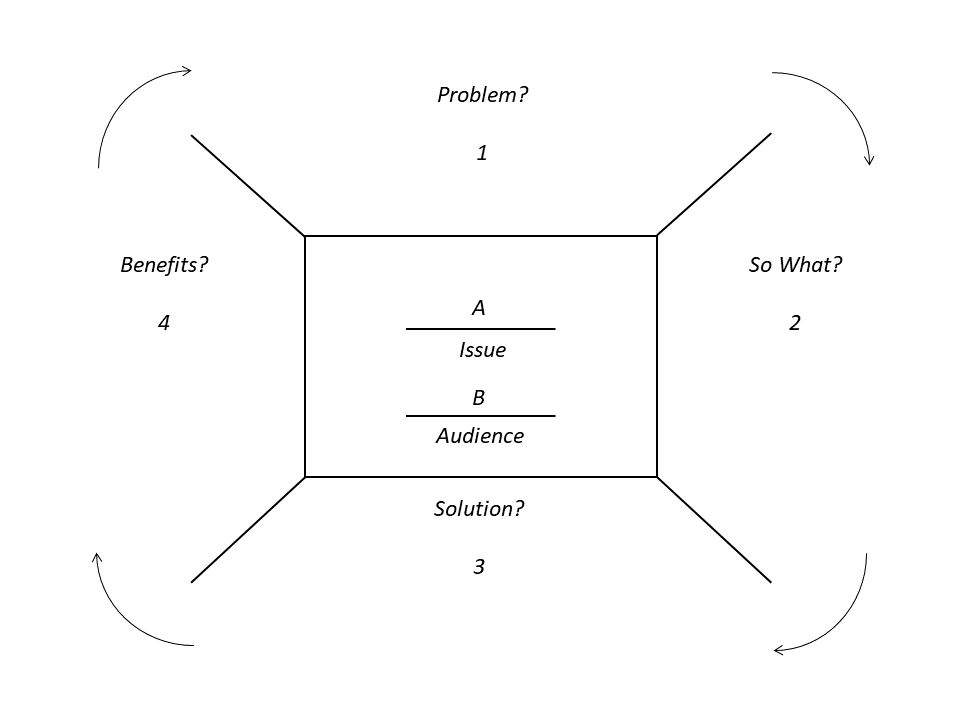 Problem?
1
Benefits?
4
So What?
2
A
Issue
B
Audience
Solution?
3